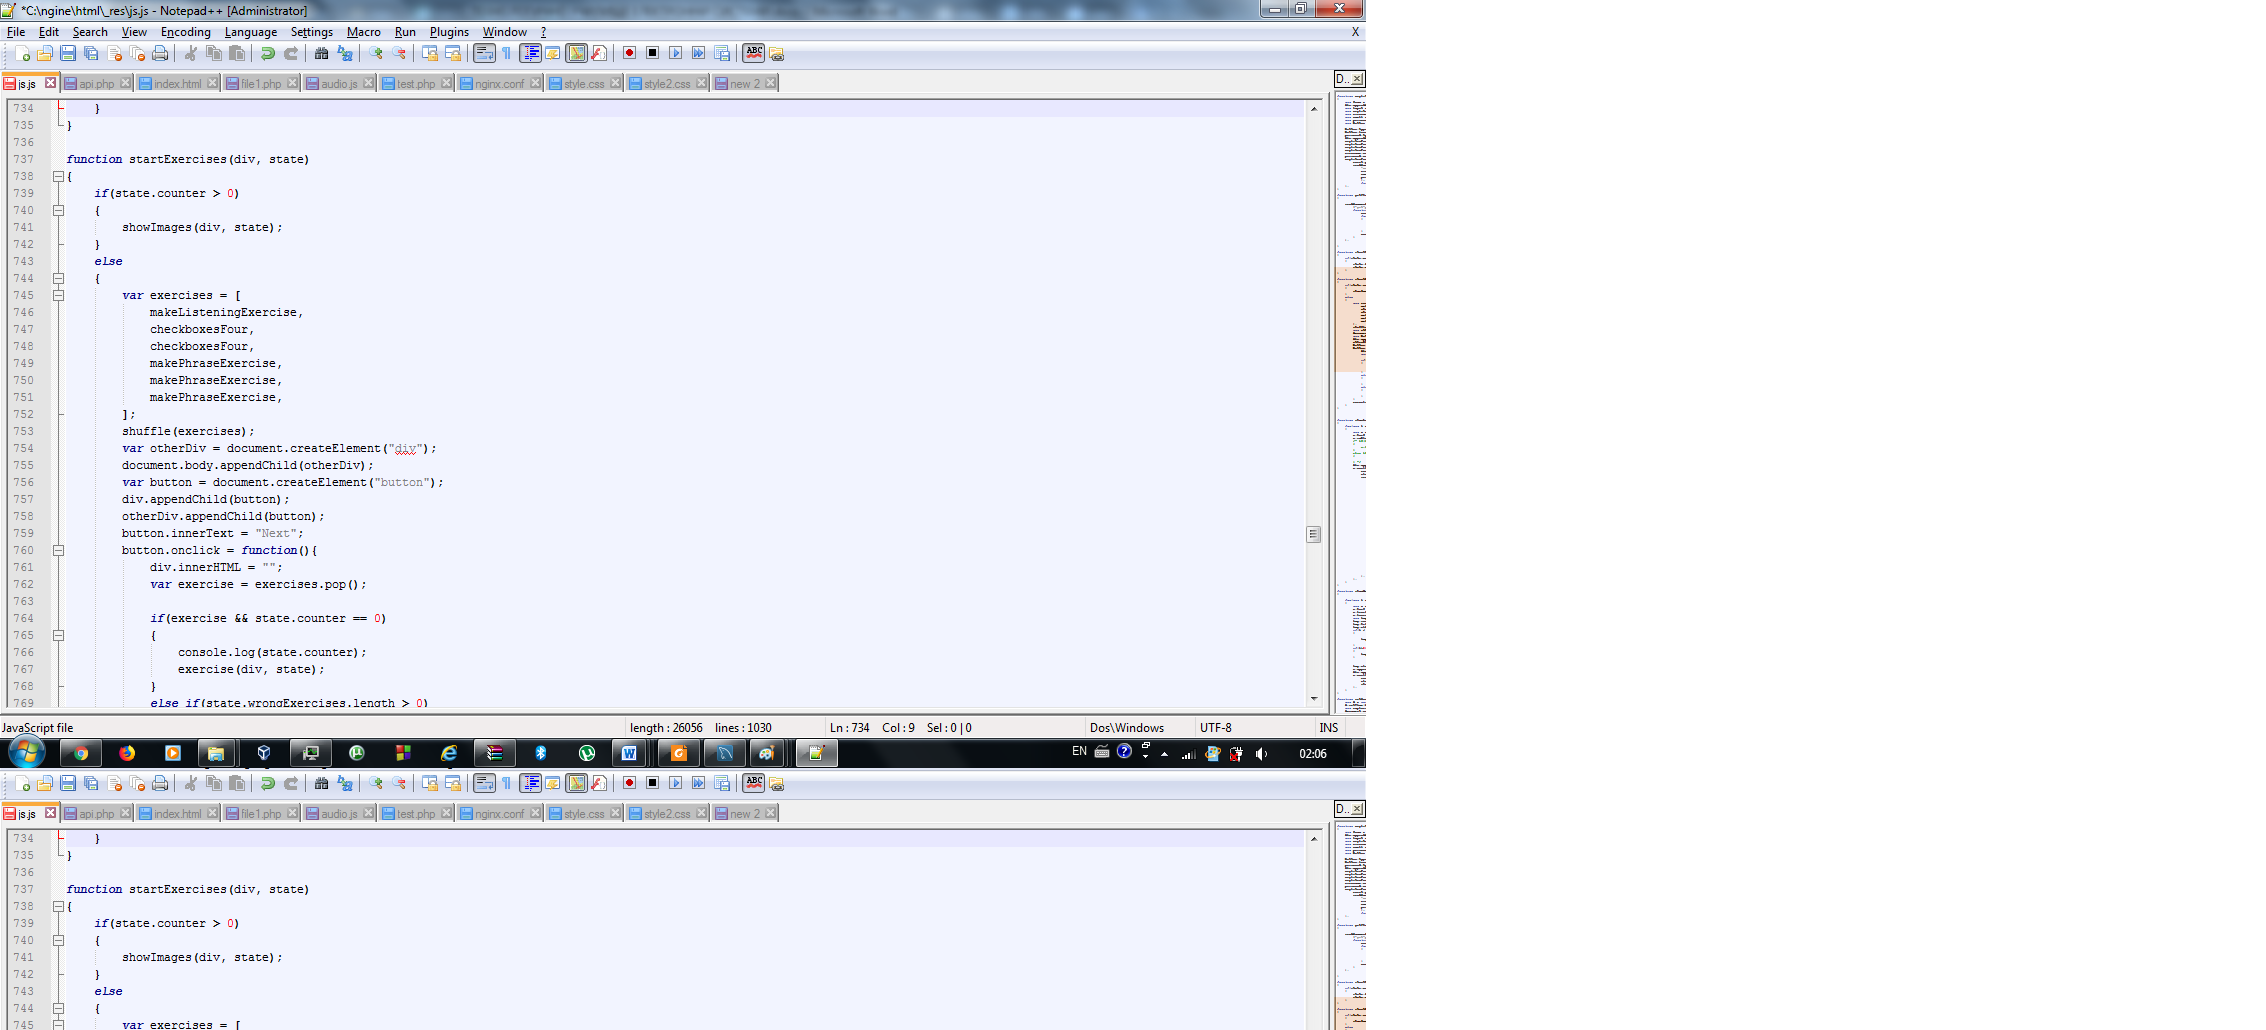 *C:\ngine\html\_res\js.js - Notepad++ [Administrator]
File Edit Search View Encoding Language Settings Macro Run Plugins Window ? X
js.js api.php index.html file1.php audio.js test.php nginx.conf style.css style2.css new 2 D..
734 }
735 }
736
737 function startExercises(div, state)
738 {
739 if(state.counter > 0)
740 {
741 showImages(div, state);
742 }
743 else
744 {
745 var exercises = [
746 makeListeningExercise,
747 checkboxesFour,
748 checkboxesFour,
749 makePhraseExercise,
750 makePhraseExercise,
751 makePhraseExercise,
752 ];
753 shuffle(exercises);
754 var otherDiv = document.createElement("div");
755 document.body.appendChild(otherDiv);
756 var button = document.createElement("button");
757 div.appendChild(button);
758 otherDiv.appendChild(button);
759 button.innerText = "Next";
760 button.onclick = function(){
761 div.innerHTML = "";
762 var exercise = exercises.pop();
763
764 if(exercise && state.counter == 0)
765 {
766 console.log(state.counter);
767 exercise(div, state);
768 }
769 else if(state.wrongExercises.length > 0)
JavaScript file length : 26056 lines : 1030 Ln : 734 Col : 9 Sel : 0 | 0 Dos\Windows UTF-8 INS
EN 02:06
js.js api.php index.html file1.php audio.js test.php nginx.conf style.css style2.css new 2 D..
734 }
735 }
736
737 function startExercises(div, state)
738 {
739 if(state.counter > 0)
740 {
741 showImages(div, state);
742 }
743 else
744 {
745 var exercises = [